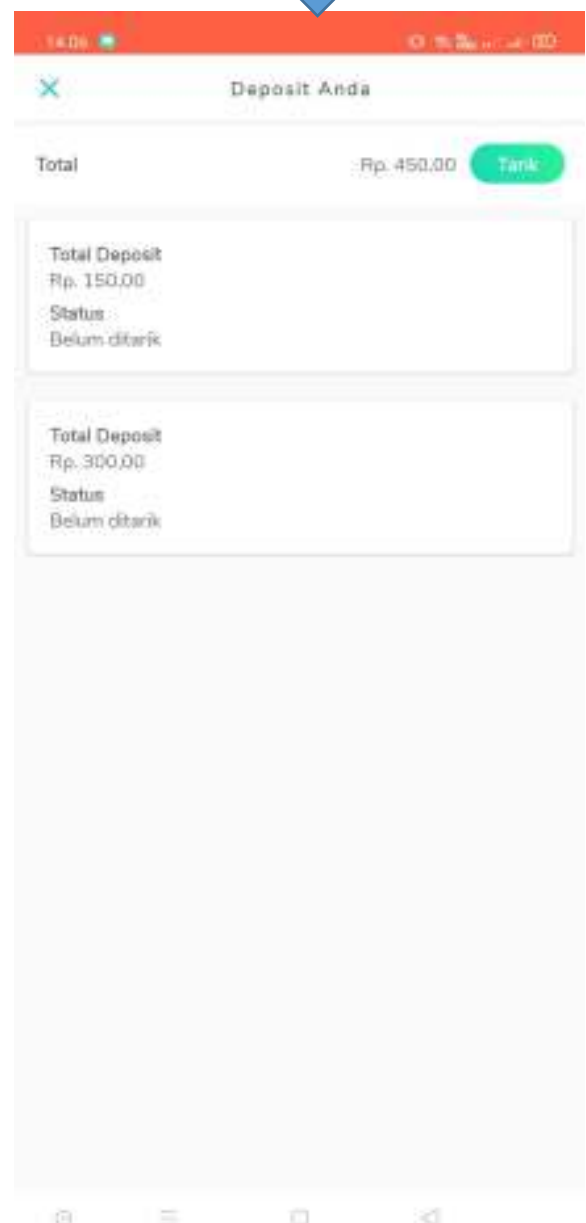 14:06
Deposit Anda
Total Rp. 450,00 Tarik
Total Deposit
Rp. 150,00
Status
Belum ditarik
Total Deposit
Rp. 300,00
Status
Belum ditarik